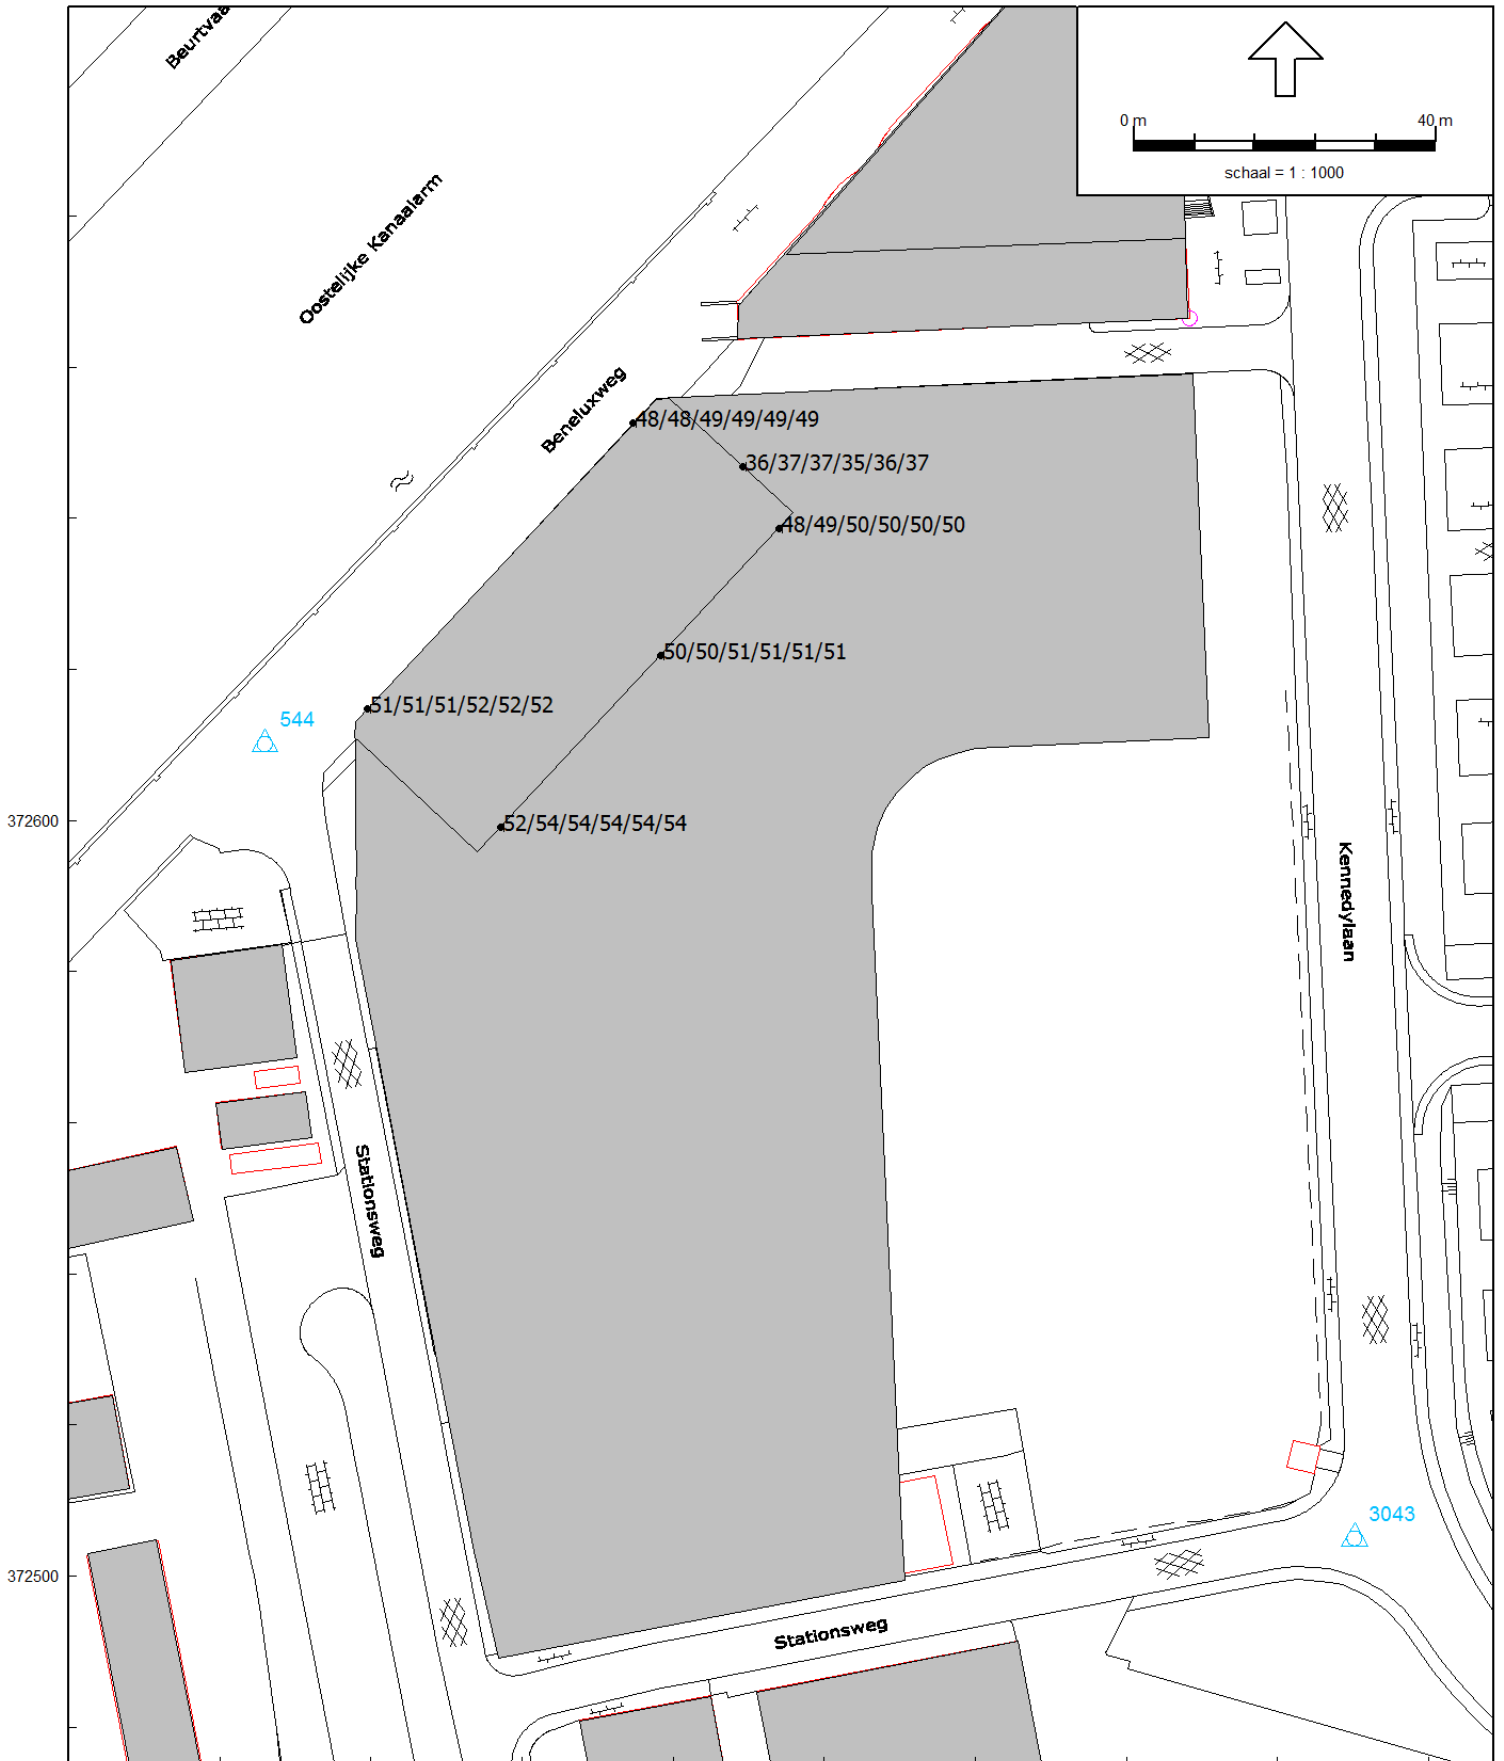 Beurtvaa
0 m 40 m
schaal = 1 : 1000
Oostelijke Kanaalarm
Beneluxweg
48/48/49/49/49/49
36/37/37/35/36/37
48/49/50/50/50/50
50/50/51/51/51/51
51/51/51/52/52/52
544
52/54/54/54/54/54
372600
Kennedylaan
Stationsweg
3043
372500
Stationsweg